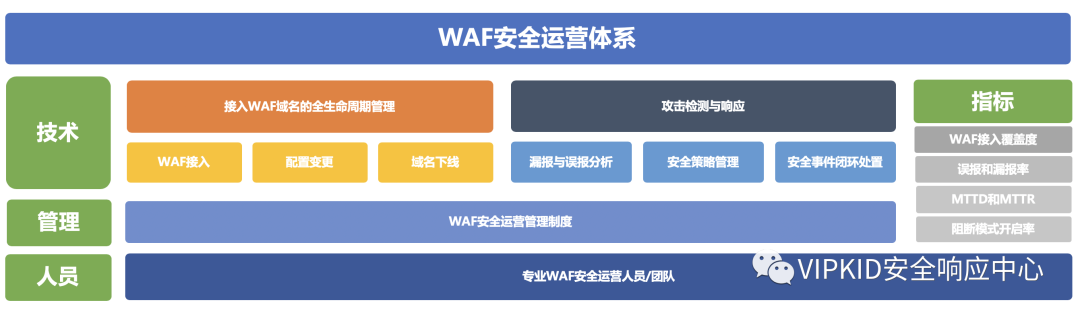 WAF安全运营体系
技术
接入WAF域名的全生命周期管理
攻击检测与响应
指标
WAF接入
配置变更
域名下线
漏报与误报分析
安全策略管理
安全事件闭环处置
WAF接入覆盖度
误报和漏报率
MTTD和MTTR
阻断模式开启率
管理
WAF安全运营管理制度
人员
专业WAF安全运营人员/团队
VIPKID安全响应中心